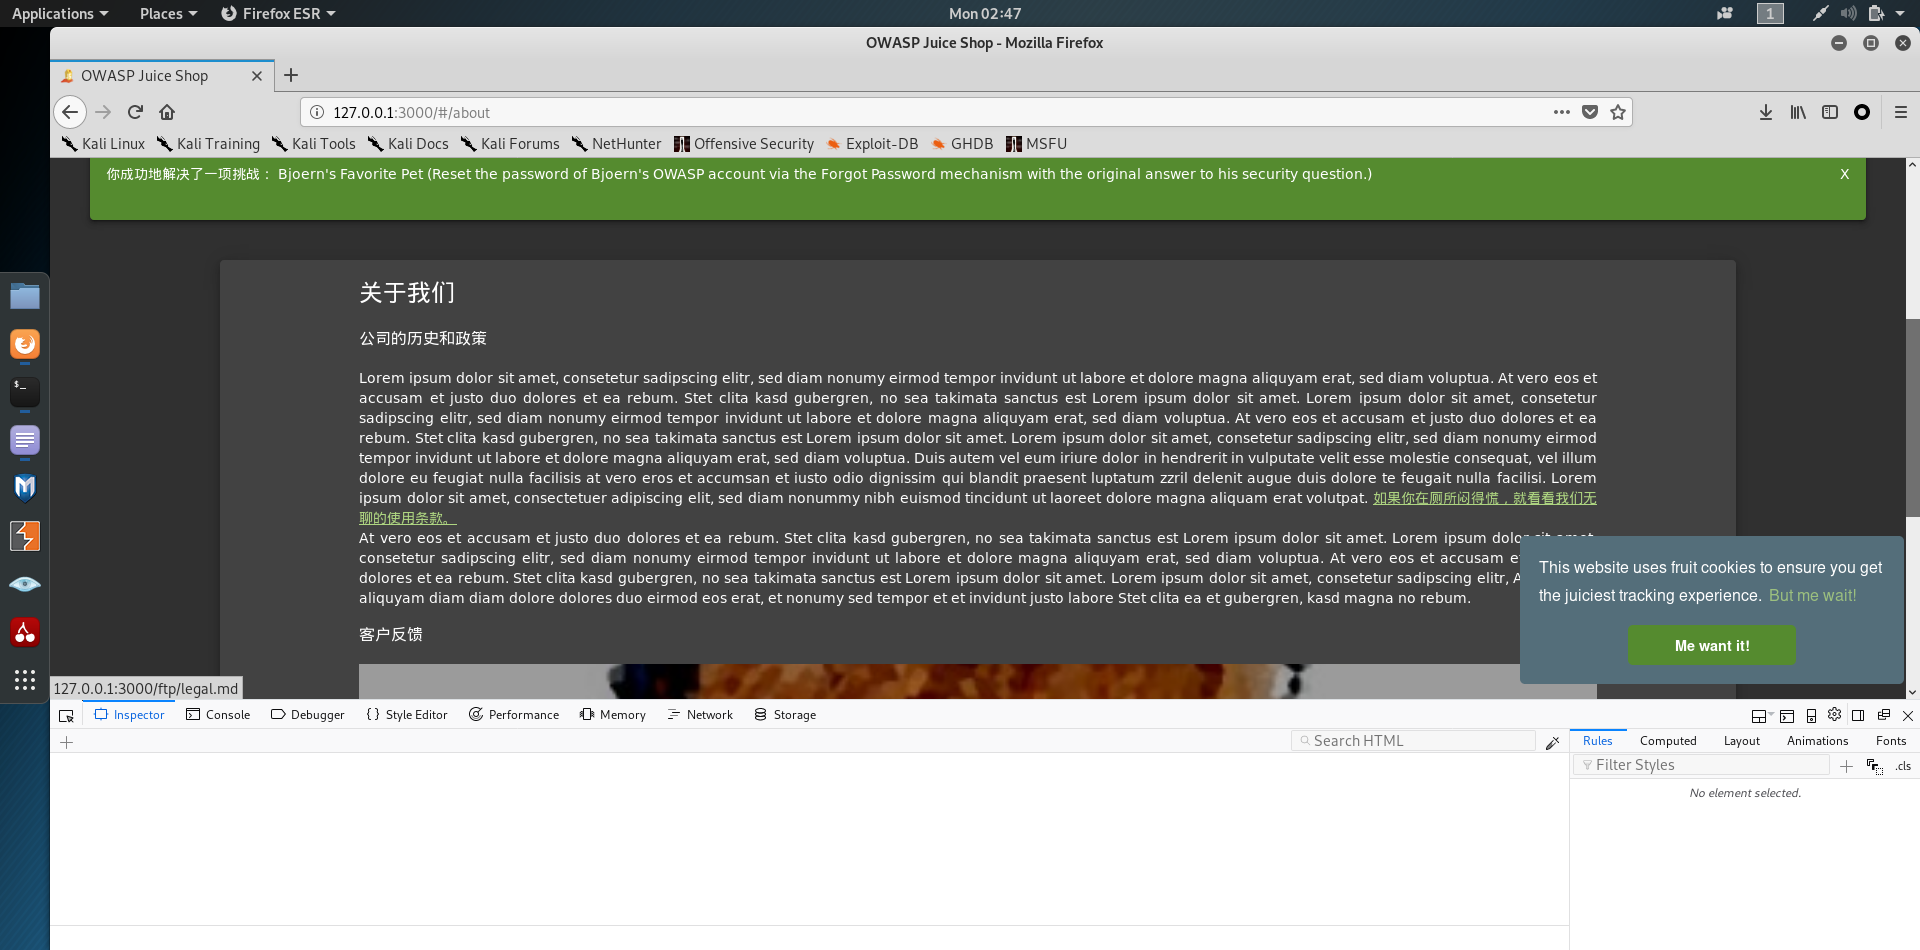 Applications Places Firefox ESR Mon 02:47 1
OWASP Juice Shop - Mozilla Firefox
OWASP Juice Shop
127.0.0.1:3000/#/about
Kali Linux Kali Training Kali Tools Kali Docs Kali Forums NetHunter Offensive Security Exploit-DB GHDB MSFU
你成功地解决了一项挑战： Bjoern's Favorite Pet (Reset the password of Bjoern's OWASP account via the Forgot Password mechanism with the original answer to his security question.) X
关于我们
公司的历史和政策
Lorem ipsum dolor sit amet, consetetur sadipscing elitr, sed diam nonumy eirmod tempor invidunt ut labore et dolore magna aliquyam erat, sed diam voluptua. At vero eos et
accusam et justo duo dolores et ea rebum. Stet clita kasd gubergren, no sea takimata sanctus est Lorem ipsum dolor sit amet. Lorem ipsum dolor sit amet, consetetur
sadipscing elitr, sed diam nonumy eirmod tempor invidunt ut labore et dolore magna aliquyam erat, sed diam voluptua. At vero eos et accusam et justo duo dolores et ea
rebum. Stet clita kasd gubergren, no sea takimata sanctus est Lorem ipsum dolor sit amet. Lorem ipsum dolor sit amet, consetetur sadipscing elitr, sed diam nonumy eirmod
tempor invidunt ut labore et dolore magna aliquyam erat, sed diam voluptua. Duis autem vel eum iriure dolor in hendrerit in vulputate velit esse molestie consequat, vel illum
dolore eu feugiat nulla facilisis at vero eros et accumsan et iusto odio dignissim qui blandit praesent luptatum zzril delenit augue duis dolore te feugait nulla facilisi. Lorem
ipsum dolor sit amet, consectetuer adipiscing elit, sed diam nonummy nibh euismod tincidunt ut laoreet dolore magna aliquam erat volutpat. 如果你在厕所闷得慌，就看看我们无
聊的使用条款。
At vero eos et accusam et justo duo dolores et ea rebum. Stet clita kasd gubergren, no sea takimata sanctus est Lorem ipsum dolor sit amet. Lorem ipsum dolor sit amet,
consetetur sadipscing elitr, sed diam nonumy eirmod tempor invidunt ut labore et dolore magna aliquyam erat, sed diam voluptua. At vero eos et accusam et
dolores et ea rebum. Stet clita kasd gubergren, no sea takimata sanctus est Lorem ipsum dolor sit amet. Lorem ipsum dolor sit amet, consetetur sadipscing elitr, A
aliquyam diam diam dolore dolores duo eirmod eos erat, et nonumy sed tempor et et invidunt justo labore Stet clita ea et gubergren, kasd magna no rebum.
客户反馈
This website uses fruit cookies to ensure you get
the juiciest tracking experience. But me wait!
Me want it!
127.0.0.1:3000/ftp/legal.md
Inspector Console Debugger Style Editor Performance Memory Network Storage
Search HTML
Rules Computed Layout Animations Fonts
Filter Styles .cls
No element selected.